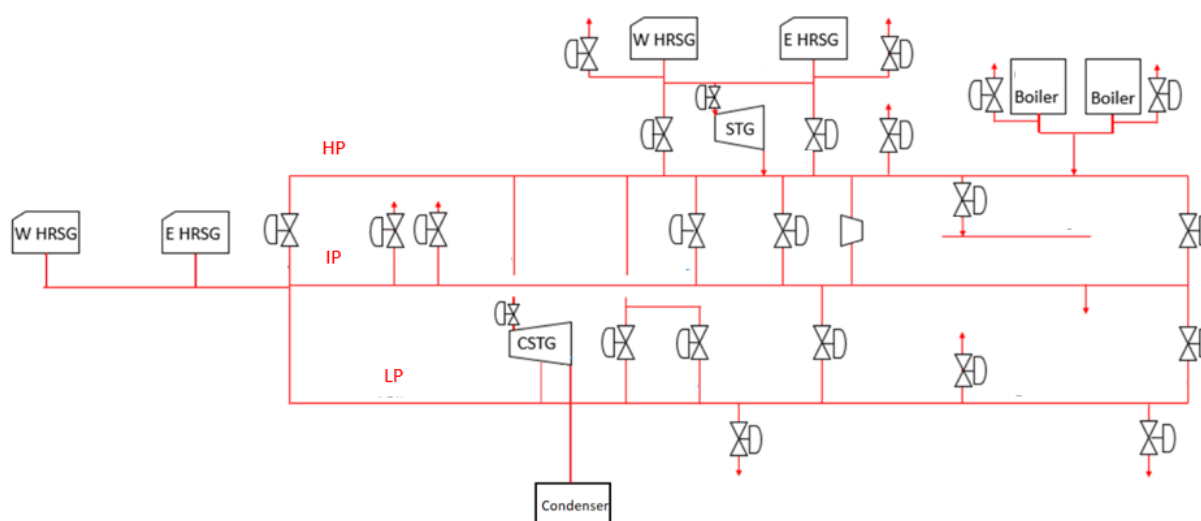 W HRSG
E HRSG
Boiler
Boiler
STG
HP
W HRSG
E HRSG
IP
CSTG
LP
Condenser